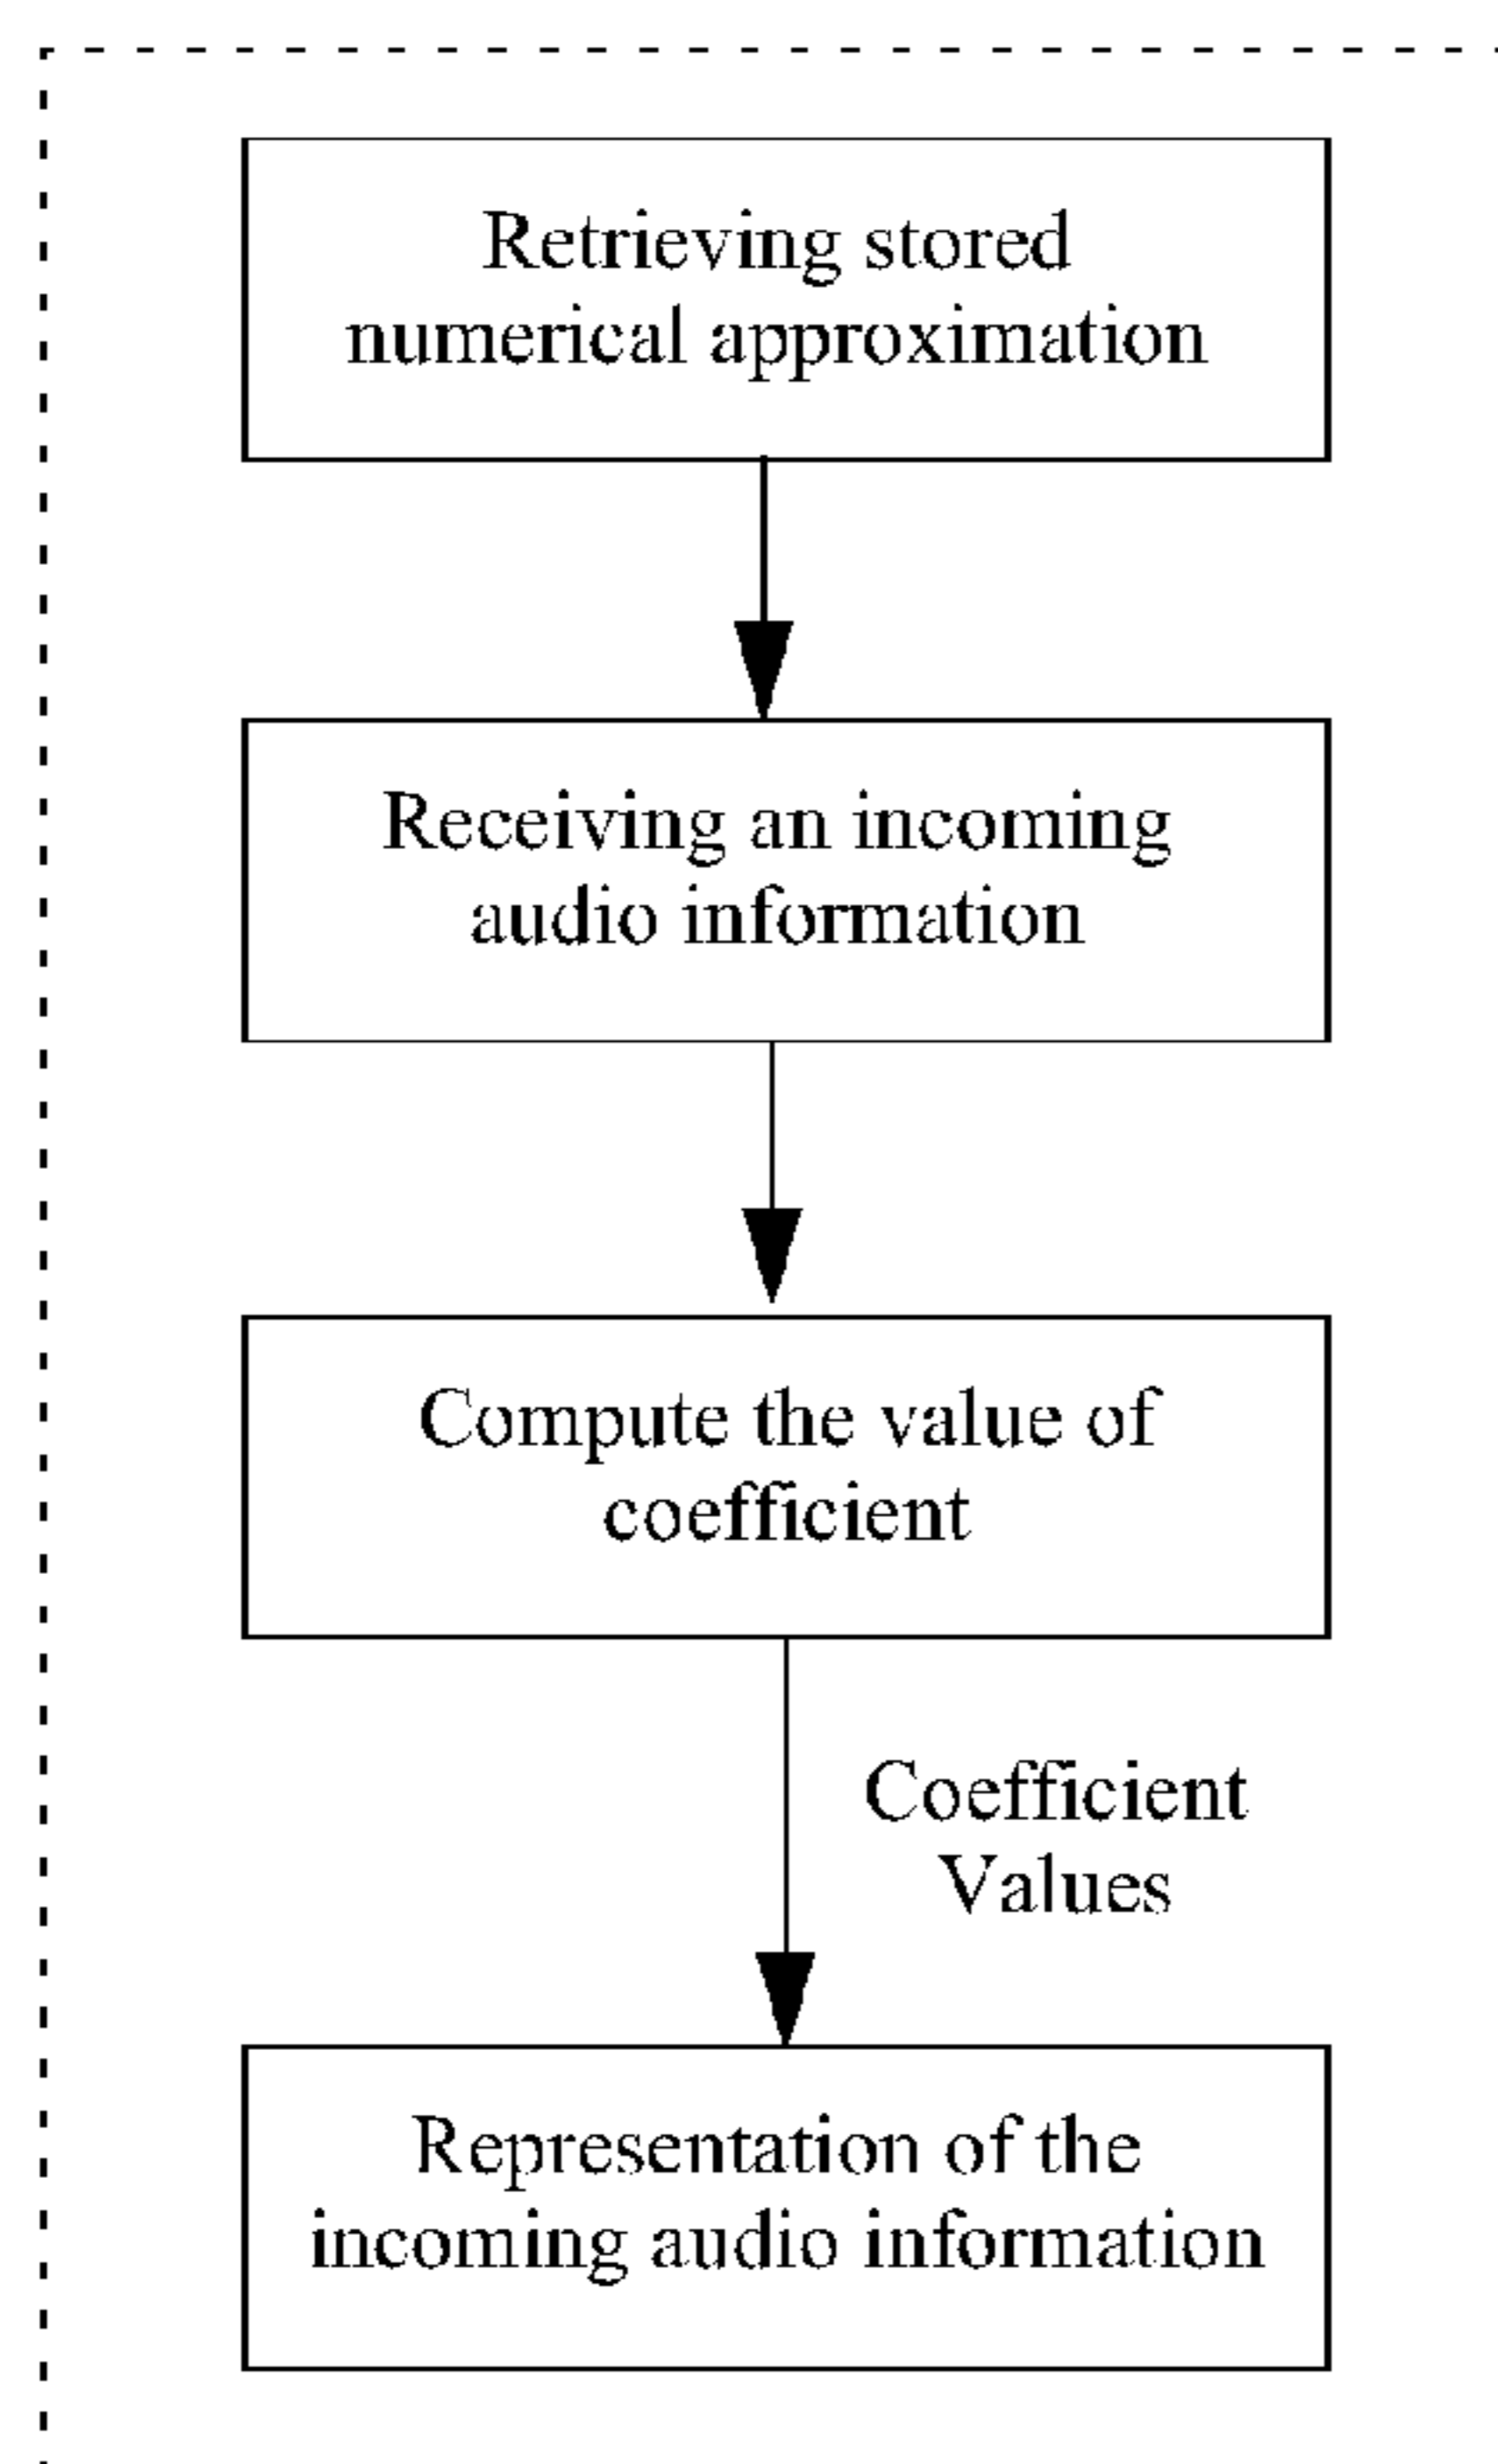 Retrieving stored
numerical approximation
Receiving an incoming
audio information
Compute the value of
coefficient
Coefficient
Values
Representation of the
incoming audio information